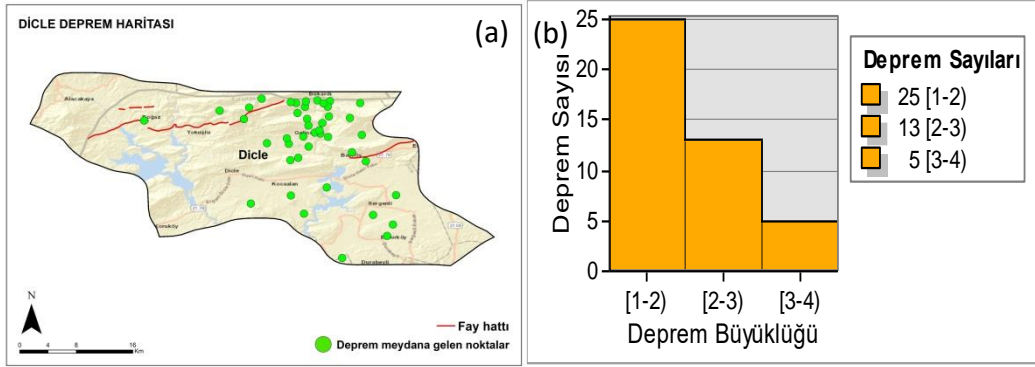 DİCLE DEPREM HARİTASI
(a)
Alacakaya
Dicle
Dicle
Kocaalan
Durabeyli
N
0 4 8 16
Km
Fay hattı
Deprem meydana gelen noktalar
(b)
Deprem Sayısı
25
20
15
10
5
0
[1-2) [2-3) [3-4)
Deprem Büyüklüğü
Deprem Sayıları
25 [1-2)
13 [2-3)
5 [3-4)